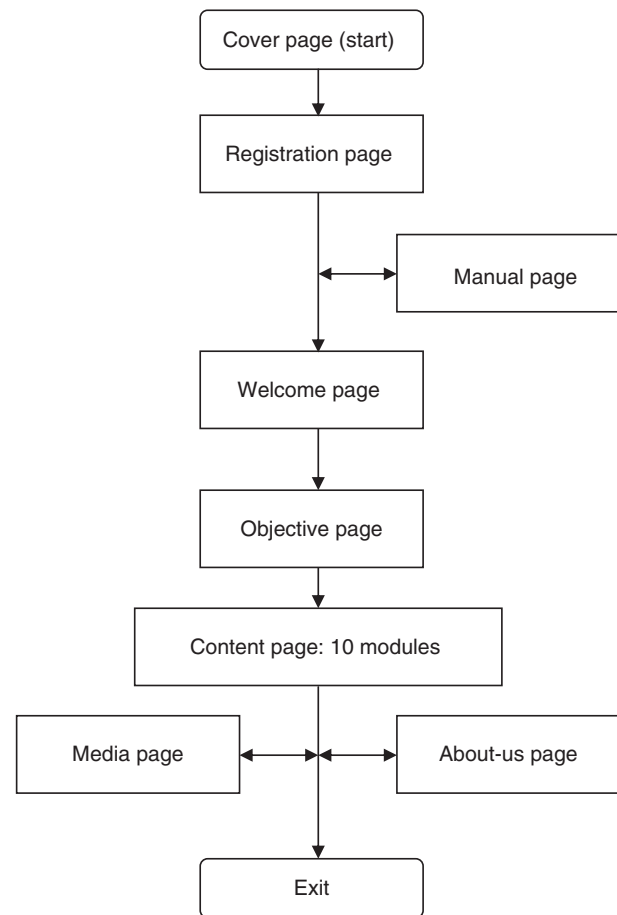 Cover page (start)
Registration page
Manual page
Welcome page
Objective page
Content page: 10 modules
Media page
About-us page
Exit